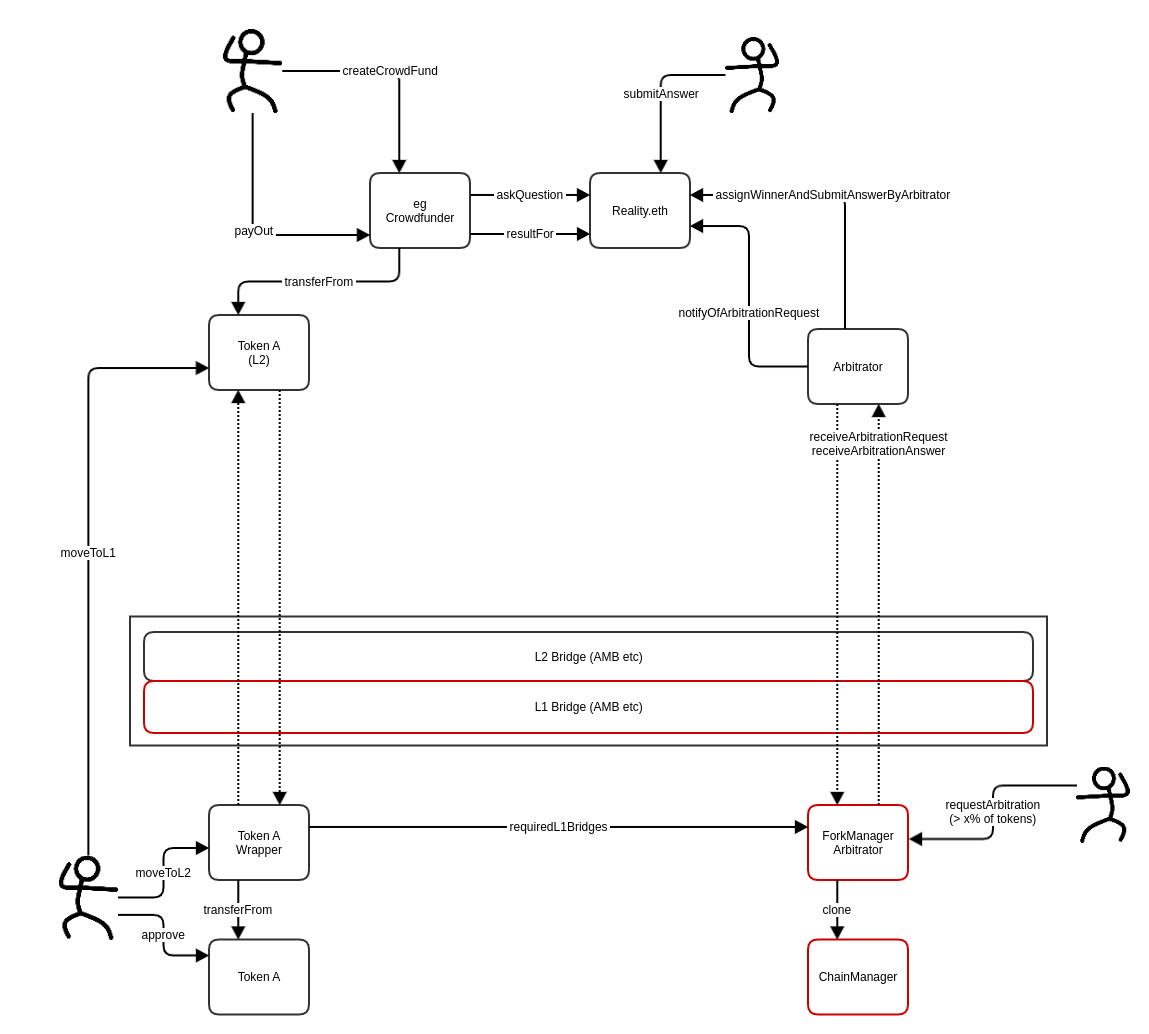 createCrowdFund
submitAnswer
eg
Crowdfunder
askQuestion
Reality.eth
assignWinnerAndSubmitAnswerByArbitrator
payOut
resultFor
transferFrom
notifyOfArbitrationRequest
Token A
(L2)
Arbitrator
receiveArbitrationRequest
receiveArbitrationAnswer
moveToL1
L2 Bridge (AMB etc)
L1 Bridge (AMB etc)
requestArbitration
(> x% of tokens)
Token A
Wrapper
requiredL1Bridges
ForkManager
Arbitrator
moveToL2
transferFrom
clone
approve
Token A
ChainManager